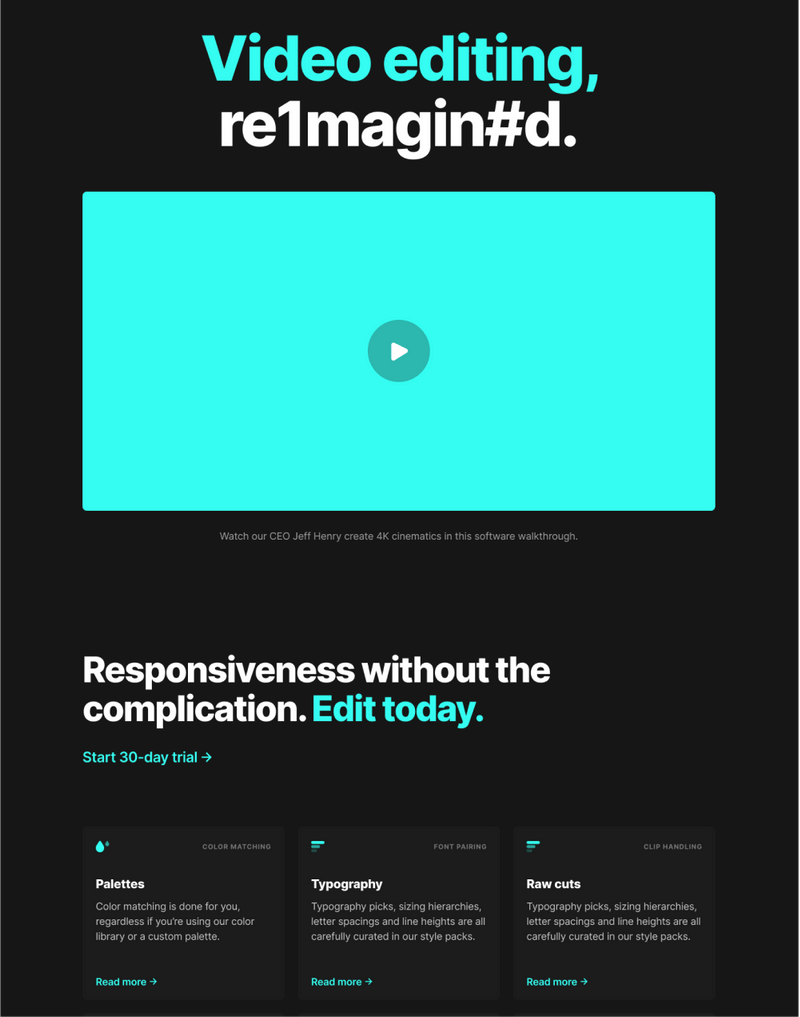 Video editing,
re1magin#d.
Watch our CEO Jeff Henry create 4K cinematics in this software walkthrough.
Responsiveness without the
complication. Edit today.
Start 30-day trial →
COLOR MATCHING
Palettes
Color matching is done for you,
regardless if you're using our color
library or a custom palette.
Read more →
FONT PAIRING
Typography
Typography picks, sizing hierarchies,
letter spacings and line heights are all
carefully curated in our style packs.
Read more →
CLIP HANDLING
Raw cuts
Typography picks, sizing hierarchies,
letter spacings and line heights are all
carefully curated in our style packs.
Read more →